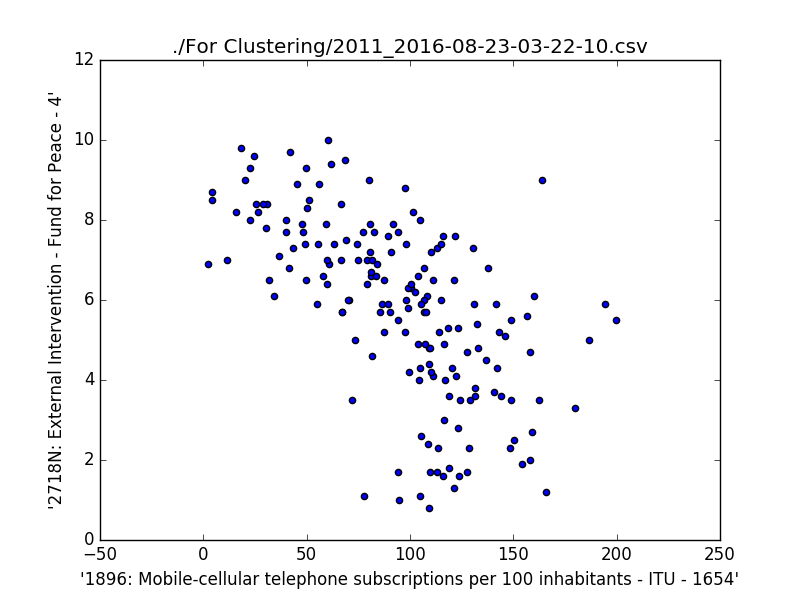 ./For Clustering/2011_2016-08-23-03-22-10.csv
12
10
8
6
4
2
0
'2718N: External Intervention - Fund for Peace - 4'
−50 0 50 100 150 200 250
'1896: Mobile-cellular telephone subscriptions per 100 inhabitants - ITU - 1654'